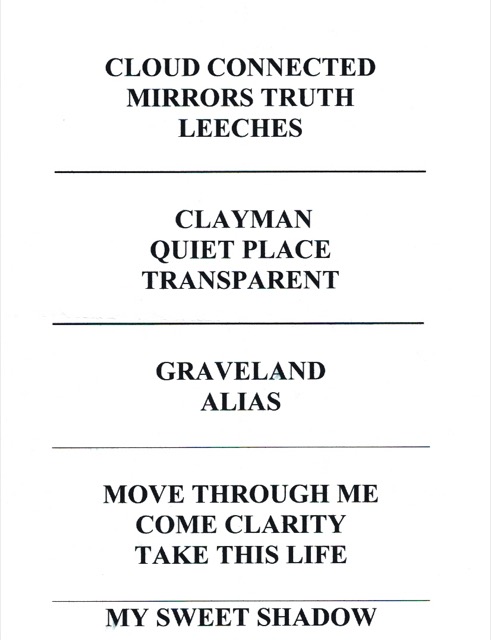 CLOUD CONNECTED
MIRRORS TRUTH
LEECHES
CLAYMAN
QUIET PLACE
TRANSPARENT
GRAVELAND
ALIAS
MOVE THROUGH ME
COME CLARITY
TAKE THIS LIFE
MY SWEET SHADOW